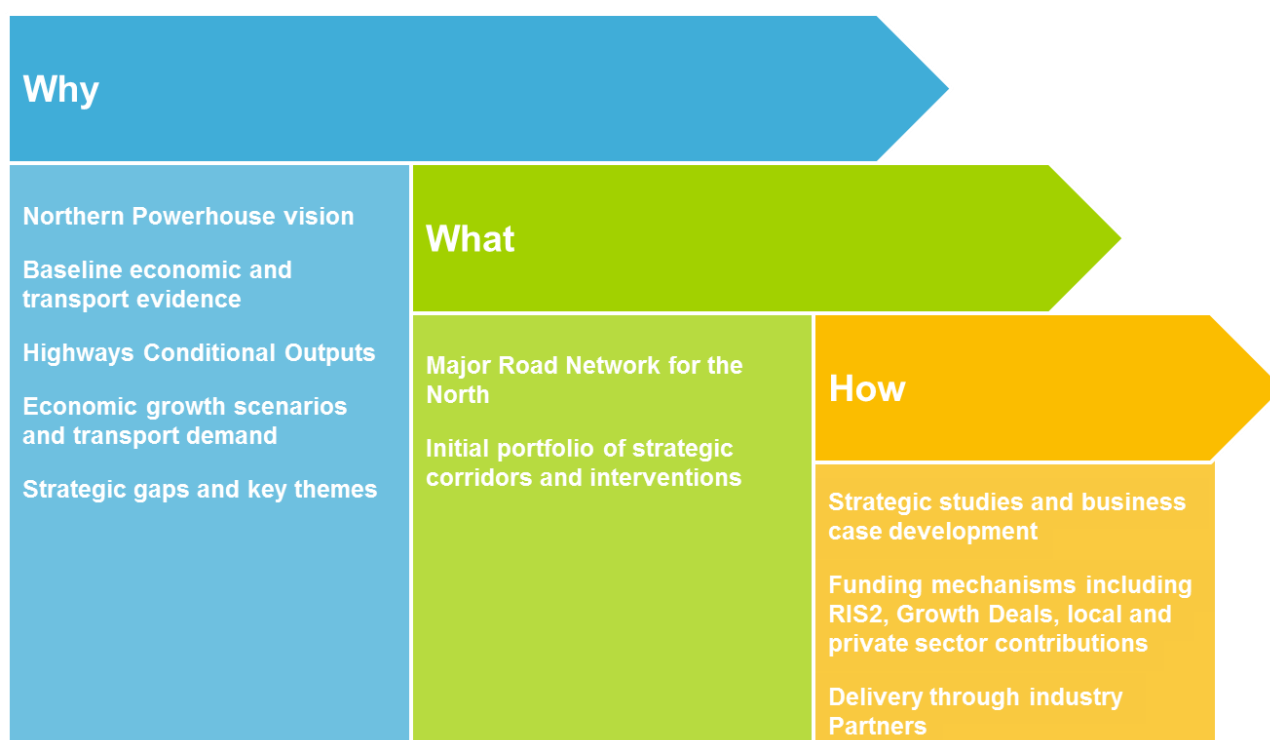 Why
Northern Powerhouse vision
Baseline economic and
transport evidence
Highways Conditional Outputs
Economic growth scenarios
and transport demand
Strategic gaps and key themes
What
Major Road Network for the
North
Initial portfolio of strategic
corridors and interventions
How
Strategic studies and business
case development
Funding mechanisms including
RIS2, Growth Deals, local and
private sector contributions
Delivery through industry
Partners